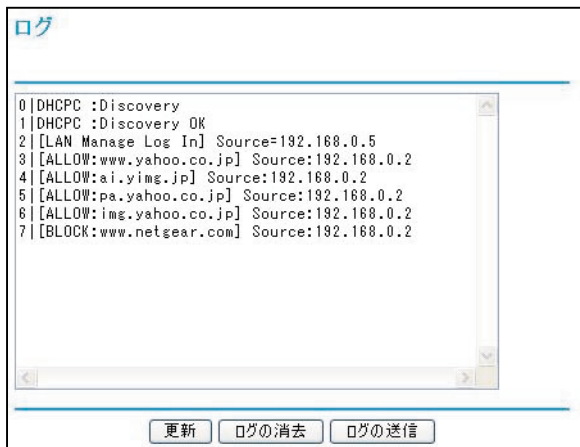 ログ
0|DHCPC :Discovery
1|DHCPC :Discovery OK
2|[LAN Manage Log In] Source=192.168.0.5
3|[ALLOW:www.yahoo.co.jp] Source:192.168.0.2
4|[ALLOW:ai.yimg.jp] Source:192.168.0.2
5|[ALLOW:pa.yahoo.co.jp] Source:192.168.0.2
6|[ALLOW:img.yahoo.co.jp] Source:192.168.0.2
7|[BLOCK:www.netgear.com] Source:192.168.0.2
更新 ログの消去 ログの送信